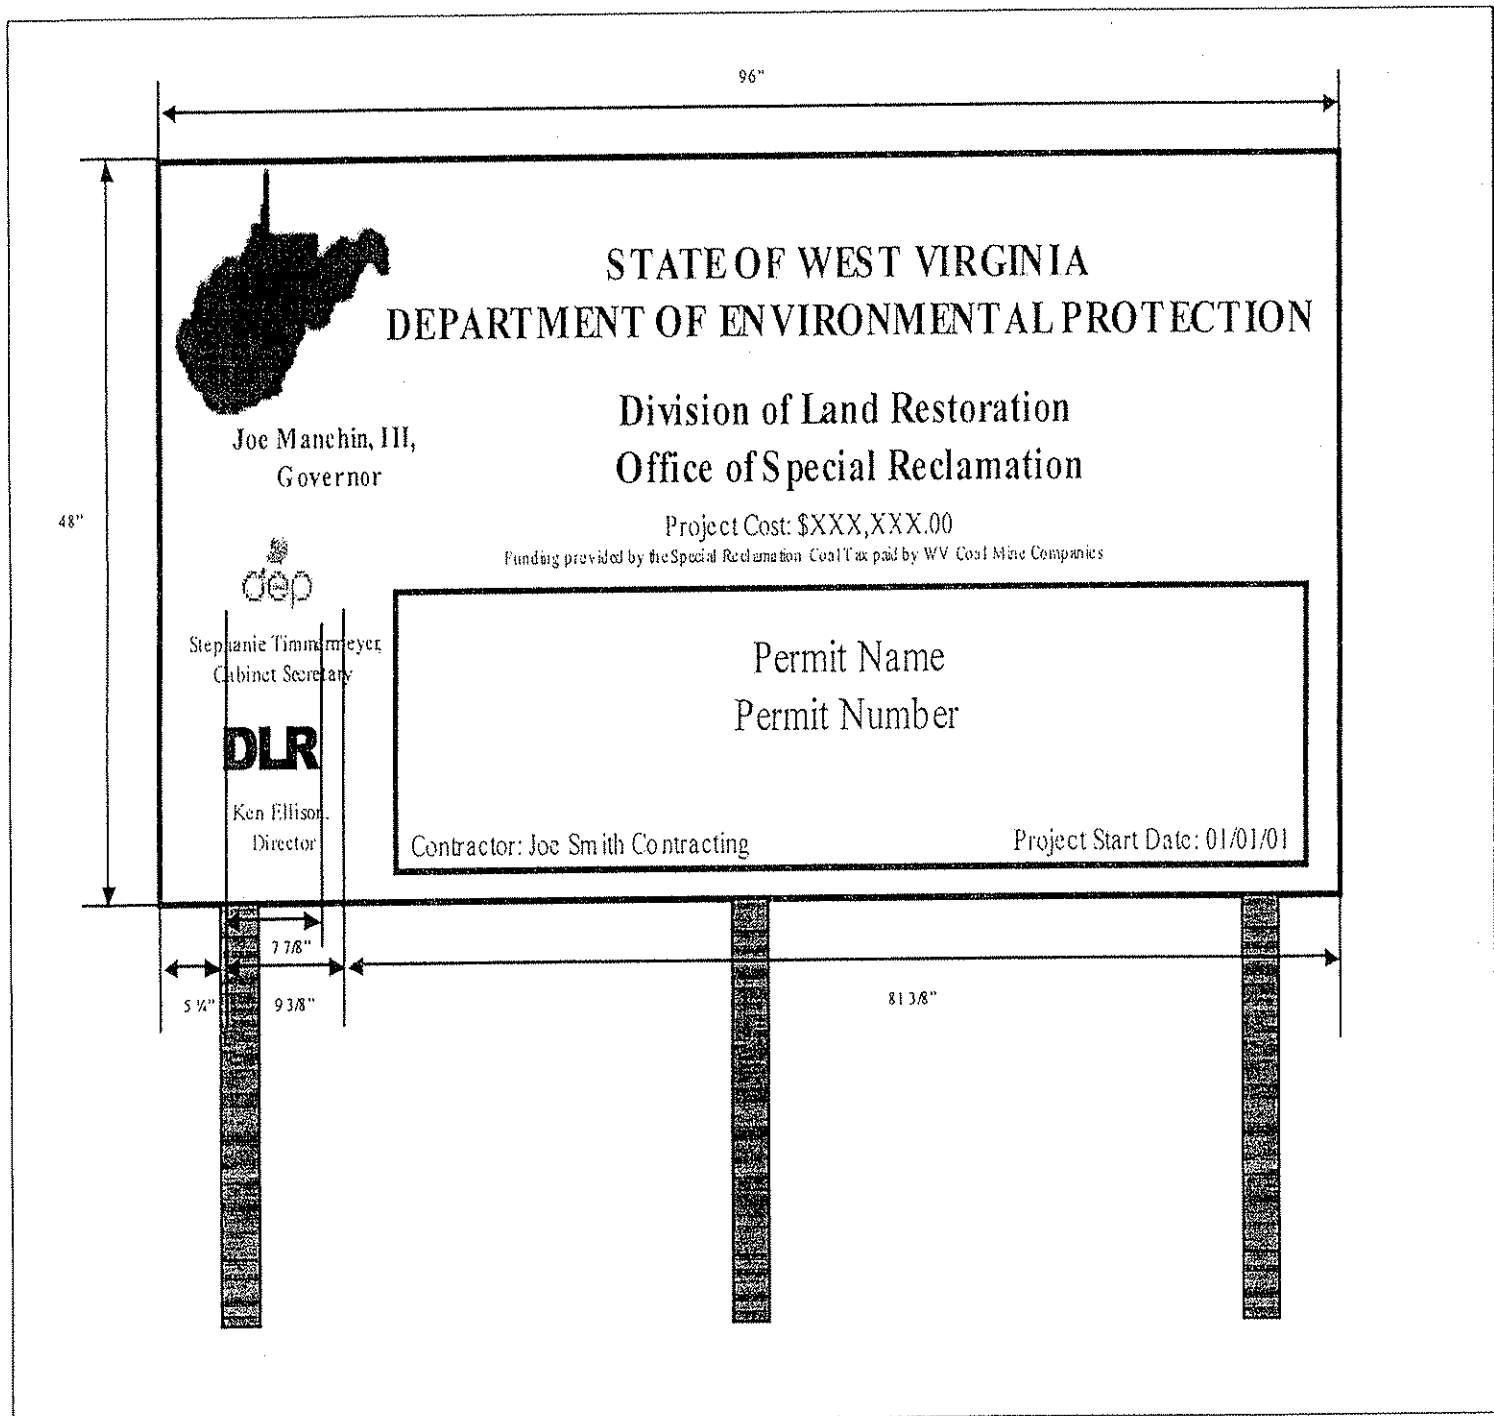 96"
STATE OF WEST VIRGINIA
DEPARTMENT OF ENVIRONMENTAL PROTECTION
Division of Land Restoration
Office of Special Reclamation
Project Cost: $XXX,XXX.00
Funding provided by the Special Reclamation Coal Tax paid by WV Coal Mine Companies
Joe Manchin, III,
Governor
48"
dep
Stephanie Timmermeyer,
Cabinet Secretary
DLR
Ken Ellison,
Director
Permit Name
Permit Number
Contractor: Joe Smith Contracting
Project Start Date: 01/01/01
7 7/8"
5 ¼"
9 3/8"
81 3/8"